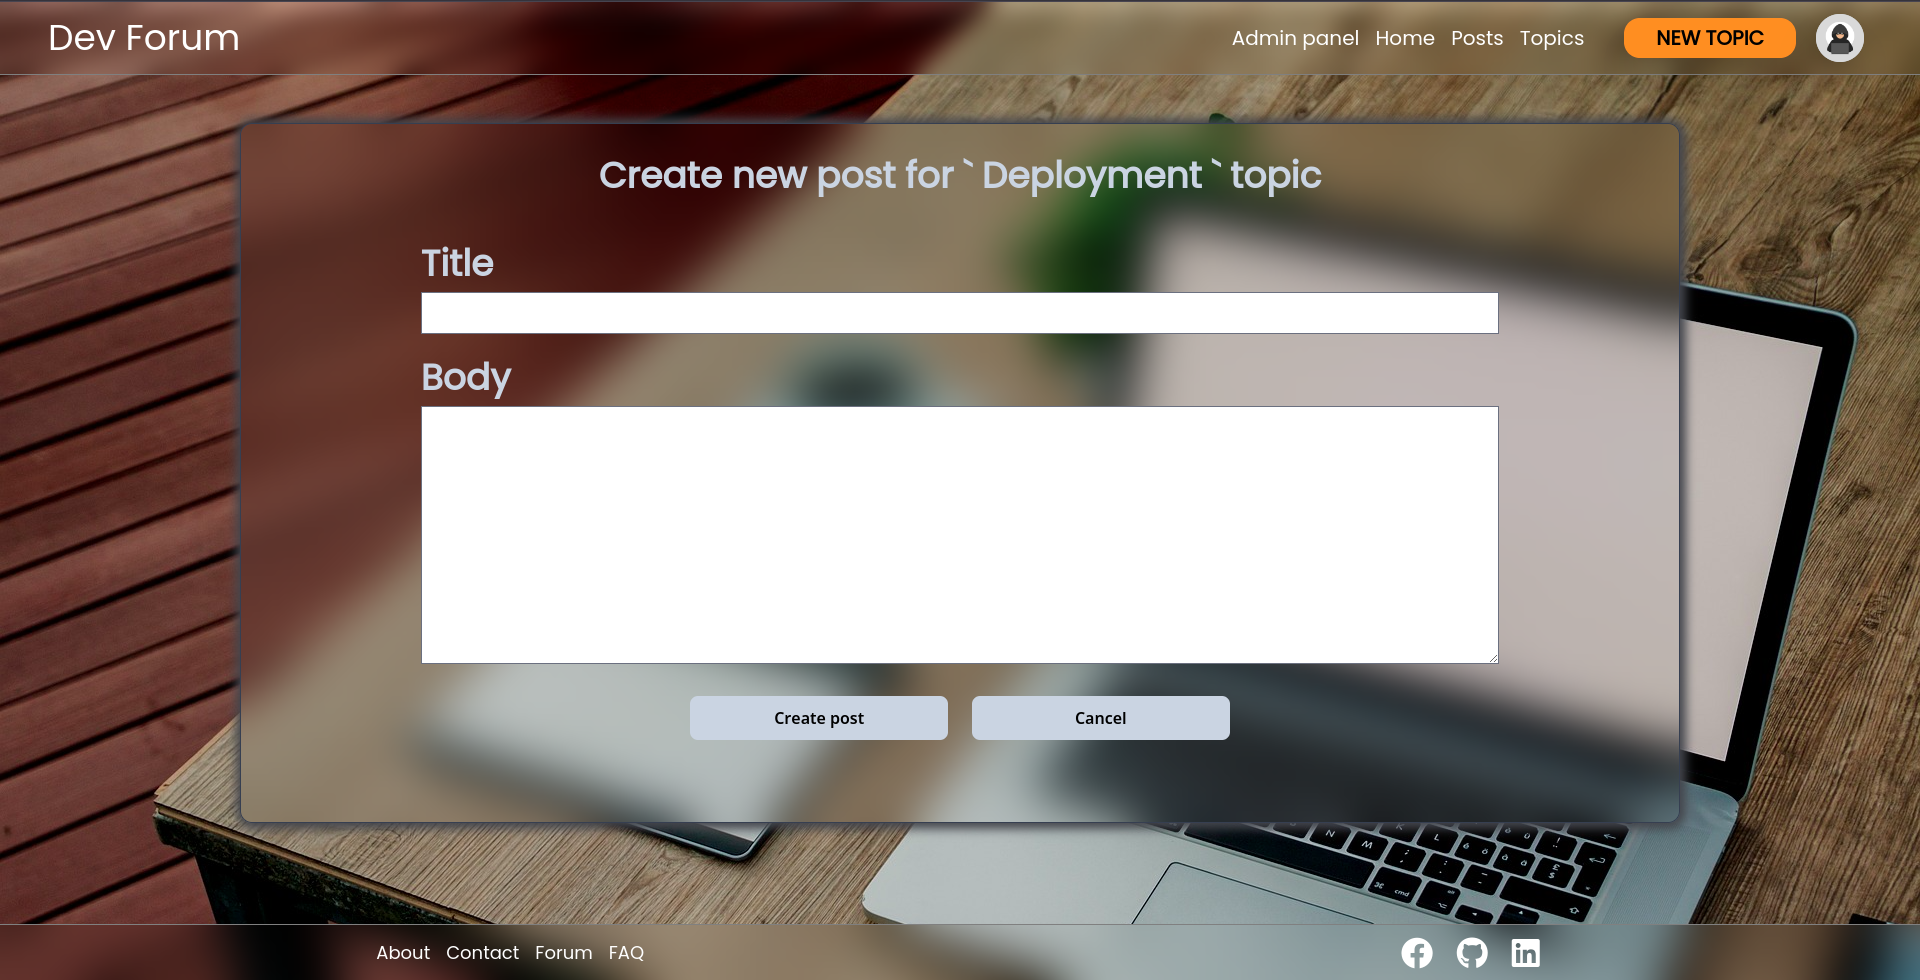 Dev Forum
Admin panel Home Posts Topics NEW TOPIC
Create new post for ` Deployment ` topic
Title
Body
Create post Cancel
About Contact Forum FAQ